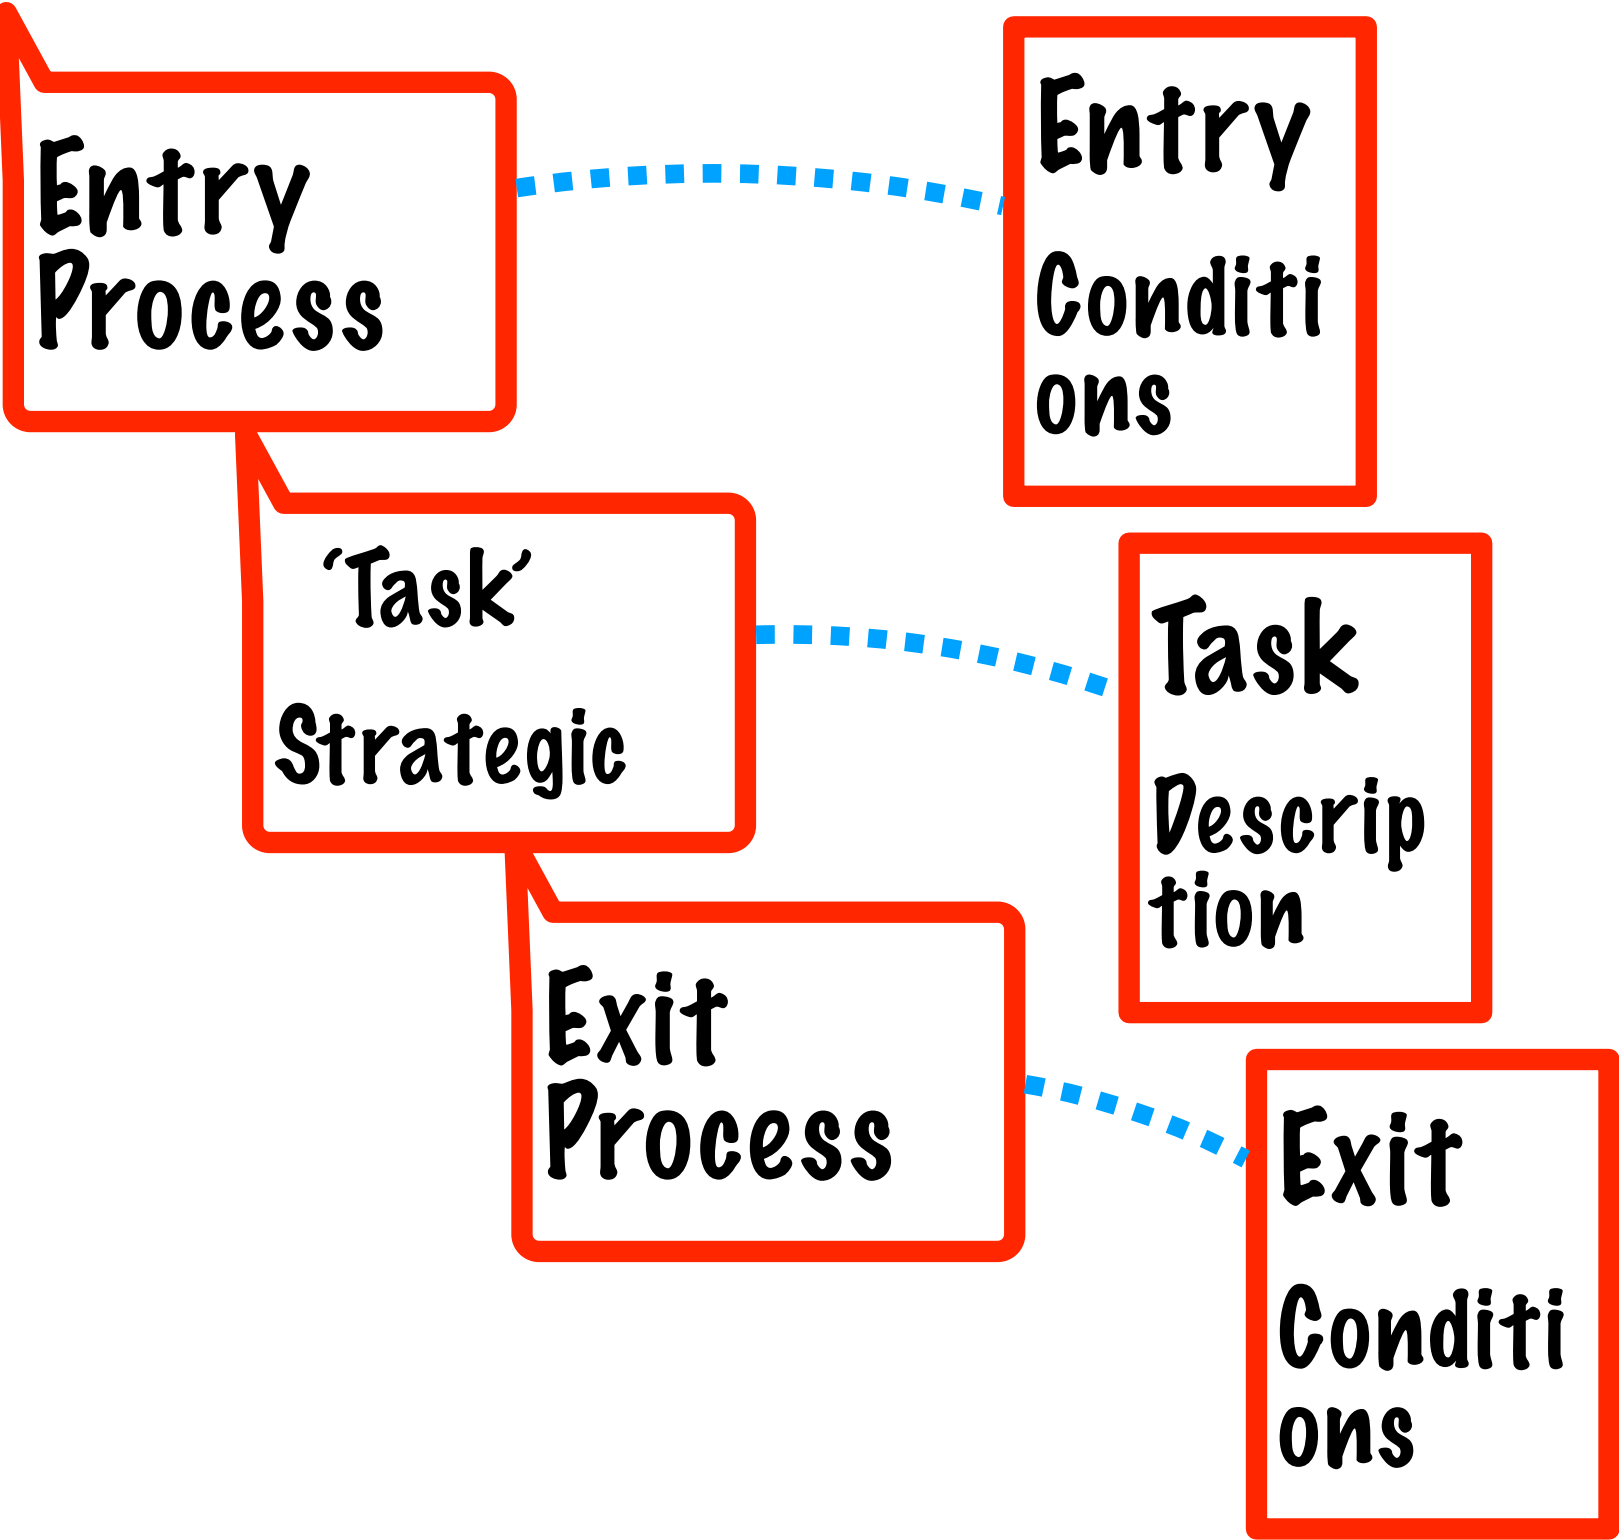 Entry
Process
Entry
Conditi
ons
‘Task’
Strategic
Task
Descrip
tion
Exit
Process
Exit
Conditi
ons